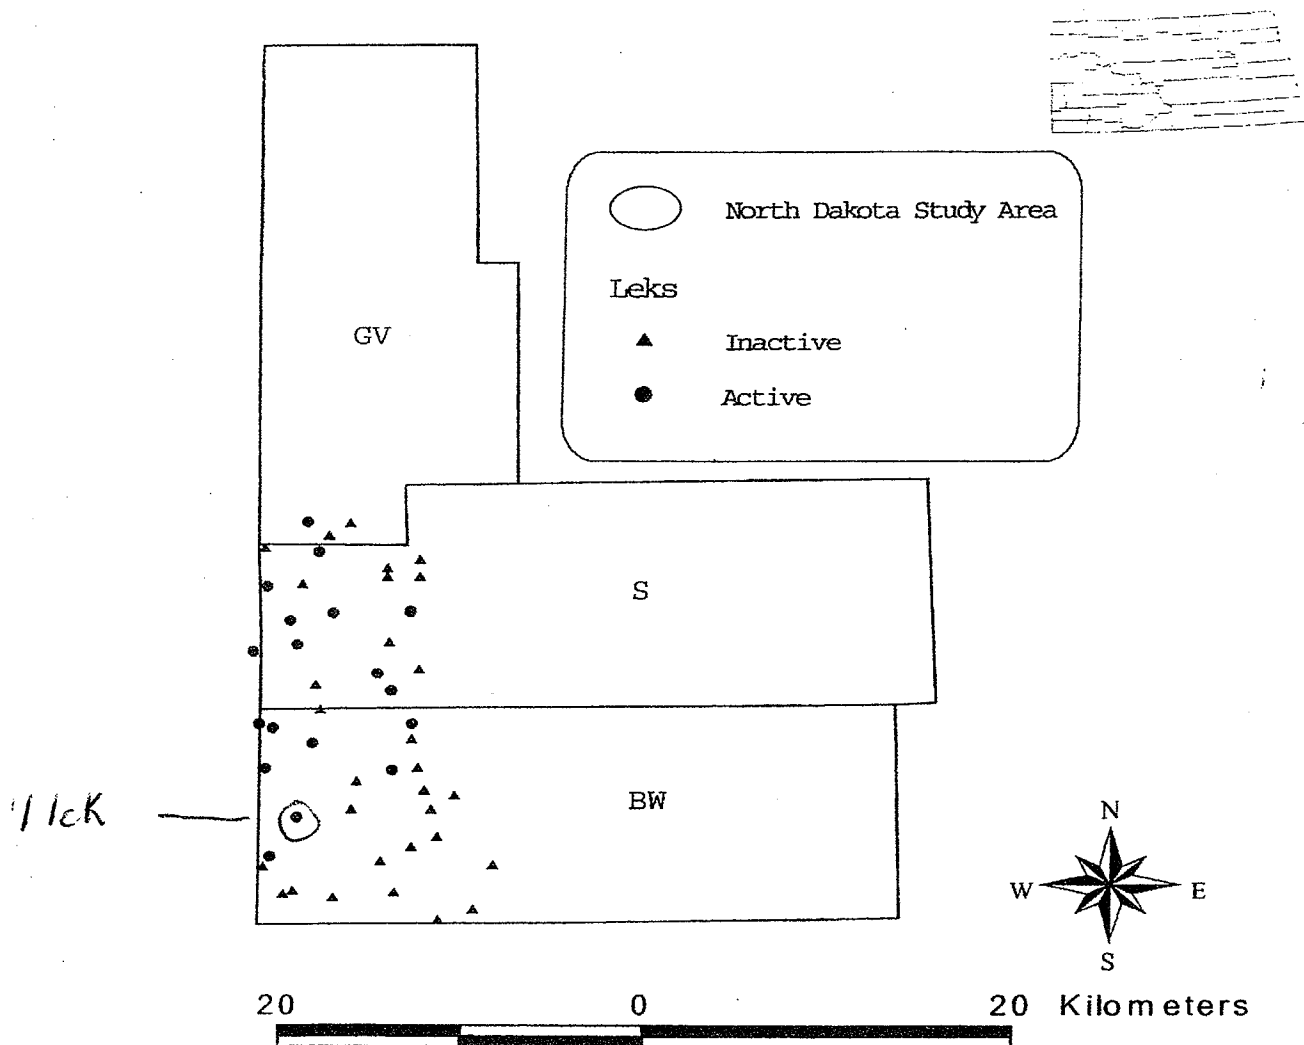 North Dakota Study Area
Leks
Inactive
Active
GV
S
BW
N
W E
S
20 0 20 Kilometers